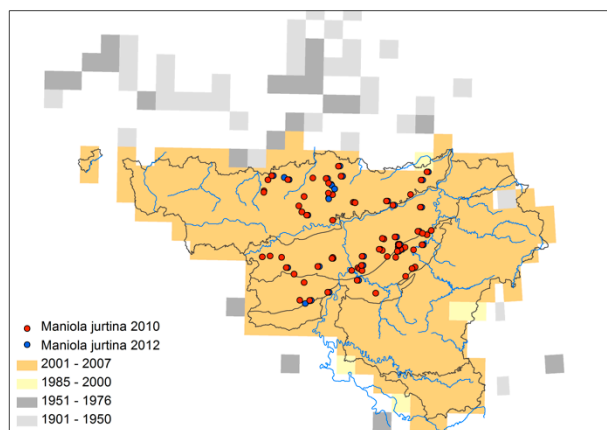 Maniola jurtina 2010
Maniola jurtina 2012
2001 - 2007
1985 - 2000
1951 - 1976
1901 - 1950